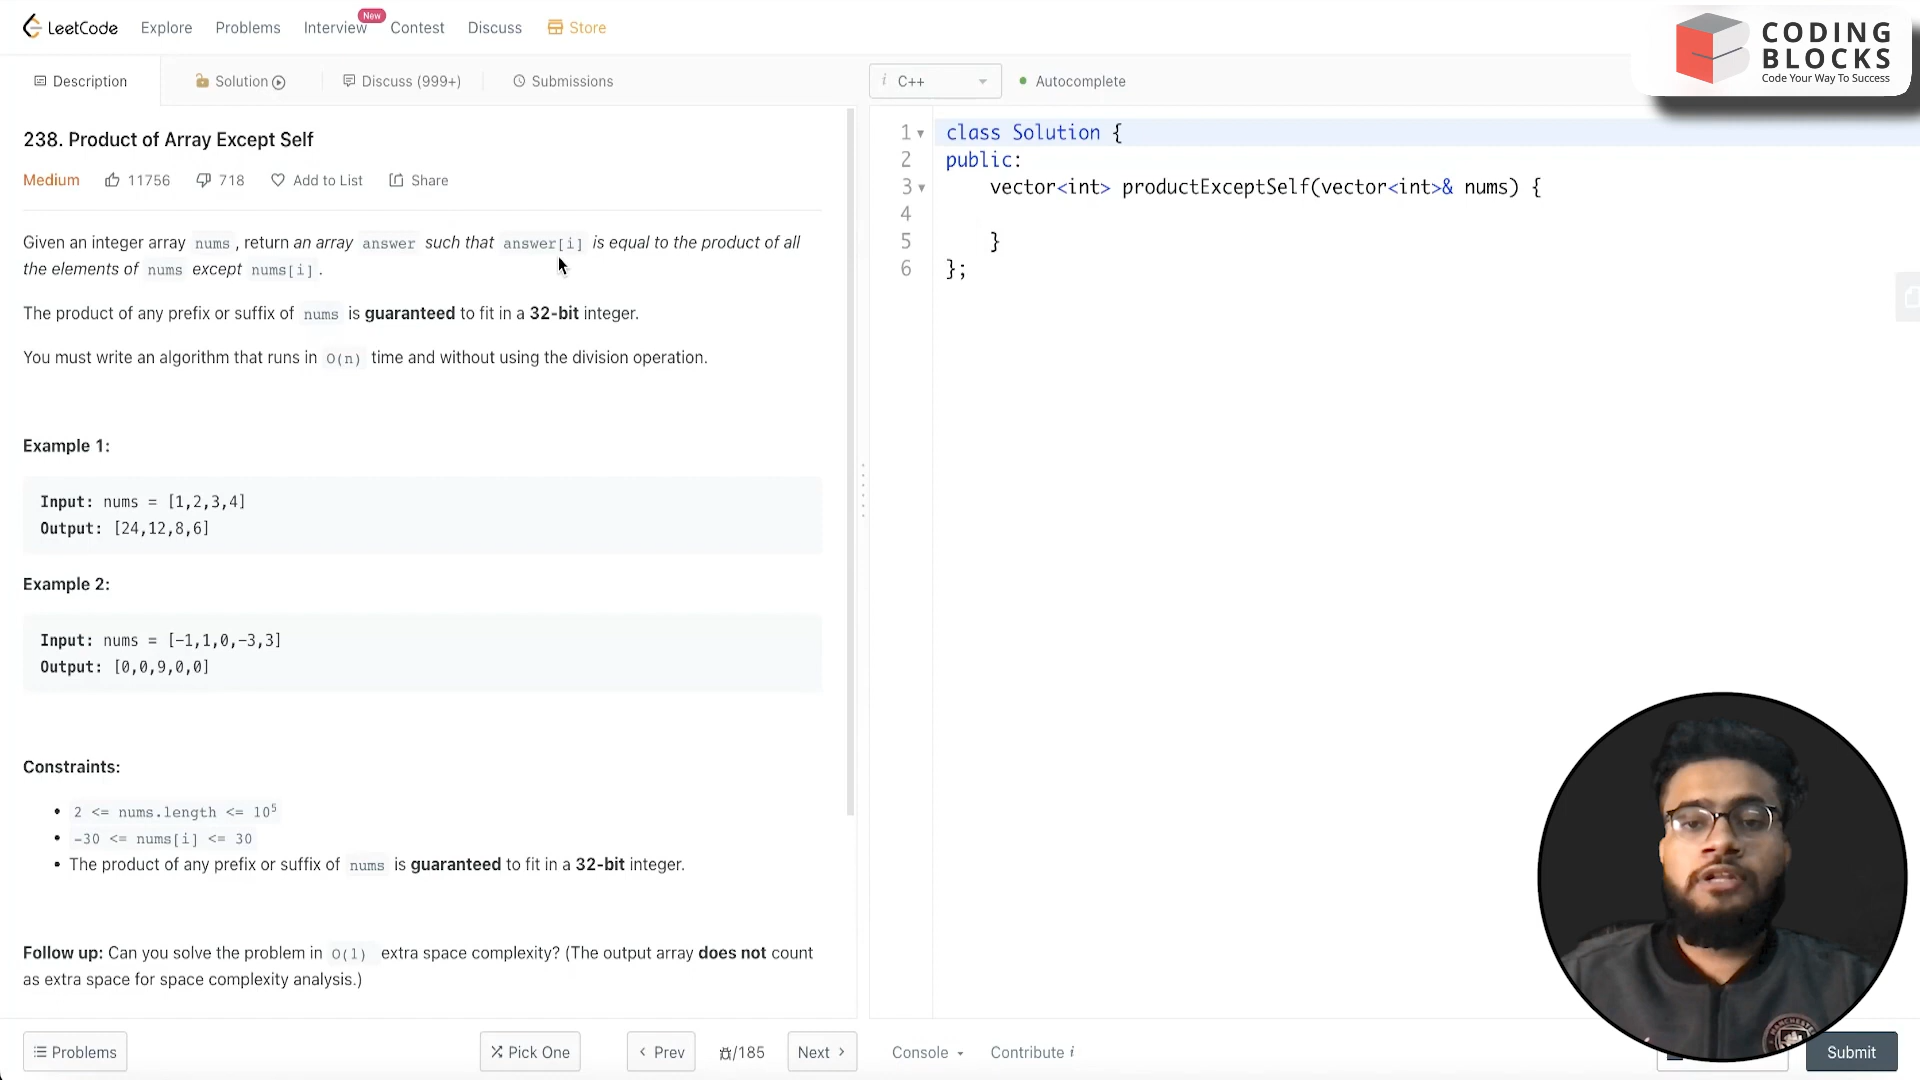 LeetCode Explore Problems Interview New Contest Discuss Store
CODING
BLOCKS
Code Your Way To Success
Description Solution Discuss (999+) Submissions
i C++ Autocomplete
238. Product of Array Except Self
Medium 11756 718 Add to List Share
Given an integer array nums, return an array answer such that answer[i] is equal to the product of all
the elements of nums except nums[i].
The product of any prefix or suffix of nums is guaranteed to fit in a 32-bit integer.
You must write an algorithm that runs in O(n) time and without using the division operation.
Example 1:
Input: nums = [1,2,3,4]
Output: [24,12,8,6]
Example 2:
Input: nums = [-1,1,0,-3,3]
Output: [0,0,9,0,0]
Constraints:
• 2 <= nums.length <= 10⁵
• -30 <= nums[i] <= 30
• The product of any prefix or suffix of nums is guaranteed to fit in a 32-bit integer.
Follow up: Can you solve the problem in O(1) extra space complexity? (The output array does not count
as extra space for space complexity analysis.)
1 class Solution {
2 public:
3 vector<int> productExceptSelf(vector<int>& nums) {
4
5 }
6 };
Problems Pick One < Prev /185 Next > Console Contribute i Submit